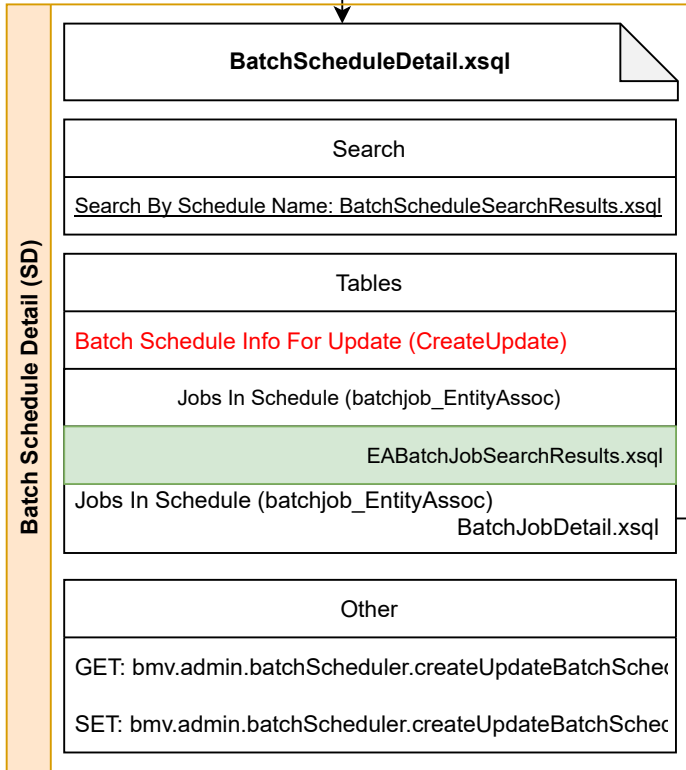 Batch Schedule Detail (SD)
BatchScheduleDetail.xsql
Search
Search By Schedule Name: BatchScheduleSearchResults.xsql
Tables
Batch Schedule Info For Update (CreateUpdate)
Jobs In Schedule (batchjob_EntityAssoc)
EABatchJobSearchResults.xsql
Jobs In Schedule (batchjob_EntityAssoc)
BatchJobDetail.xsql
Other
GET: bmv.admin.batchScheduler.createUpdateBatchSched
SET: bmv.admin.batchScheduler.createUpdateBatchSched